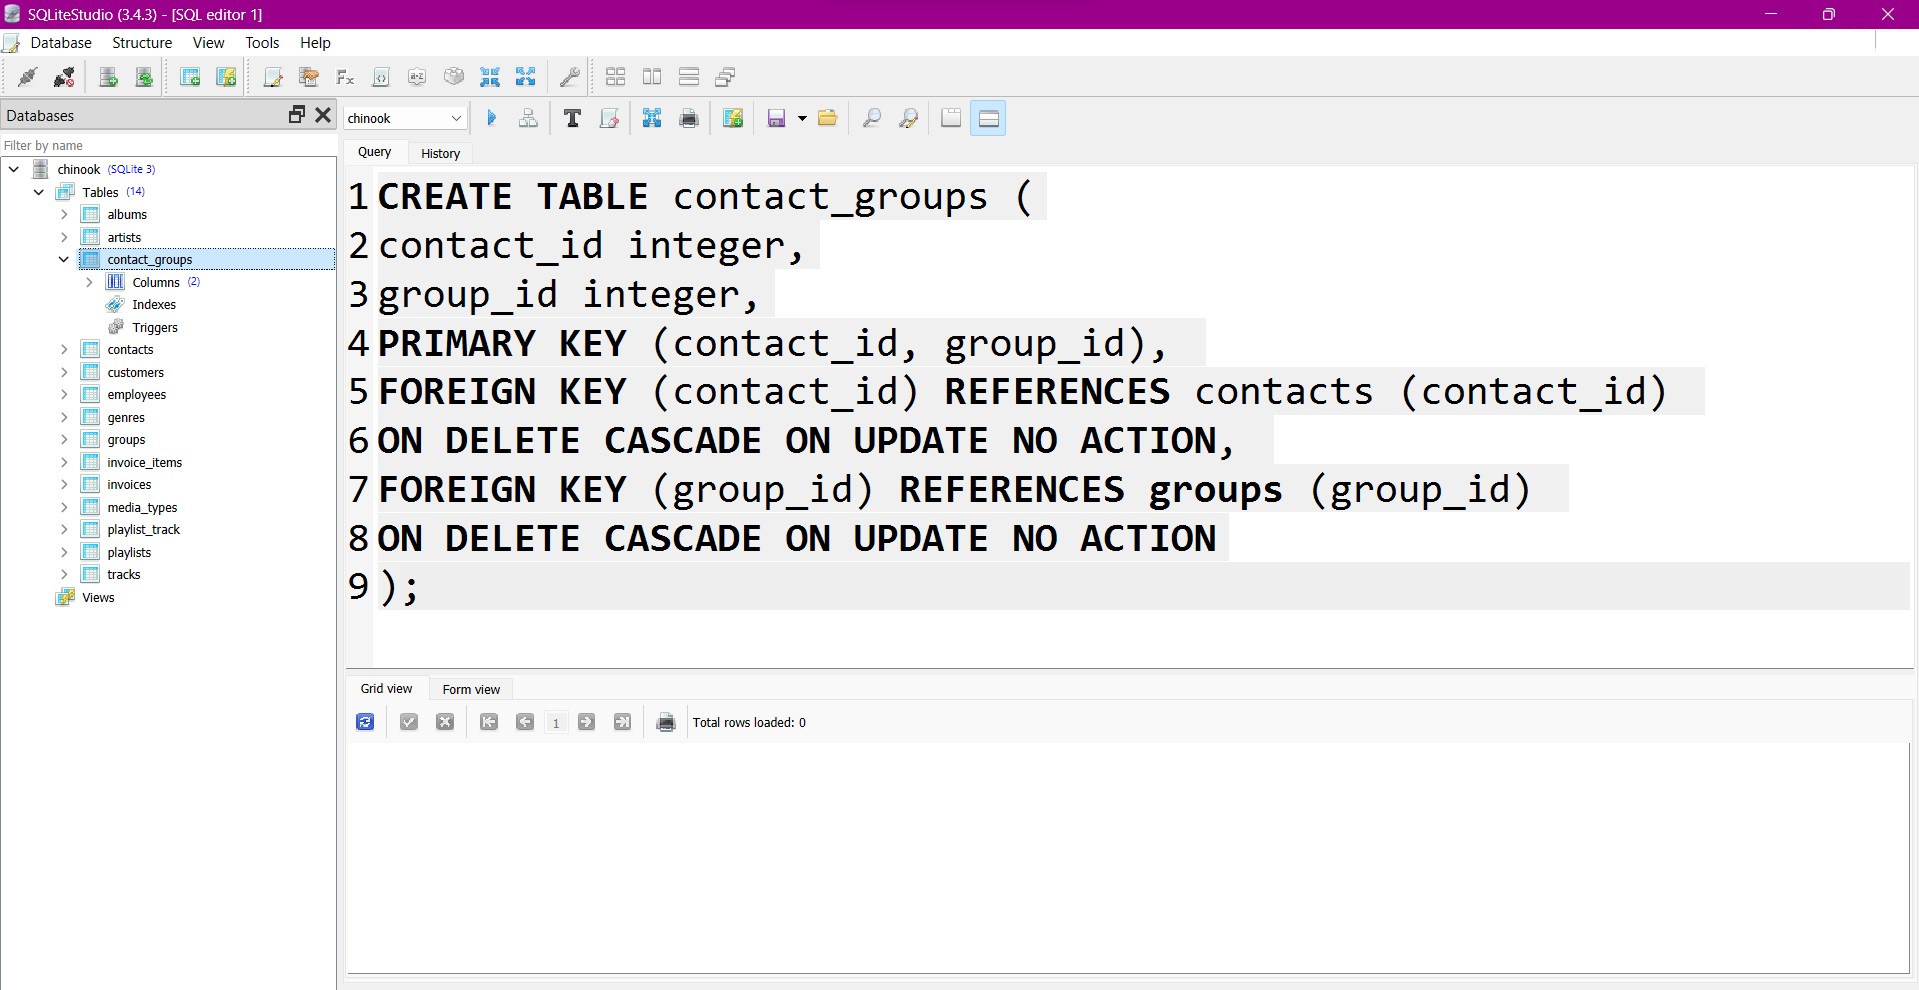 SQLiteStudio (3.4.3) - [SQL editor 1]
Database Structure View Tools Help
Databases
Filter by name
chinook (SQLite 3)
Tables (14)
albums
artists
contact_groups
Columns (2)
Indexes
Triggers
contacts
customers
employees
genres
groups
invoice_items
invoices
media_types
playlist_track
playlists
tracks
Views
chinook
Query History
1 CREATE TABLE contact_groups (
2 contact_id integer,
3 group_id integer,
4 PRIMARY KEY (contact_id, group_id),
5 FOREIGN KEY (contact_id) REFERENCES contacts (contact_id)
6 ON DELETE CASCADE ON UPDATE NO ACTION,
7 FOREIGN KEY (group_id) REFERENCES groups (group_id)
8 ON DELETE CASCADE ON UPDATE NO ACTION
9 );
Grid view Form view
1 Total rows loaded: 0